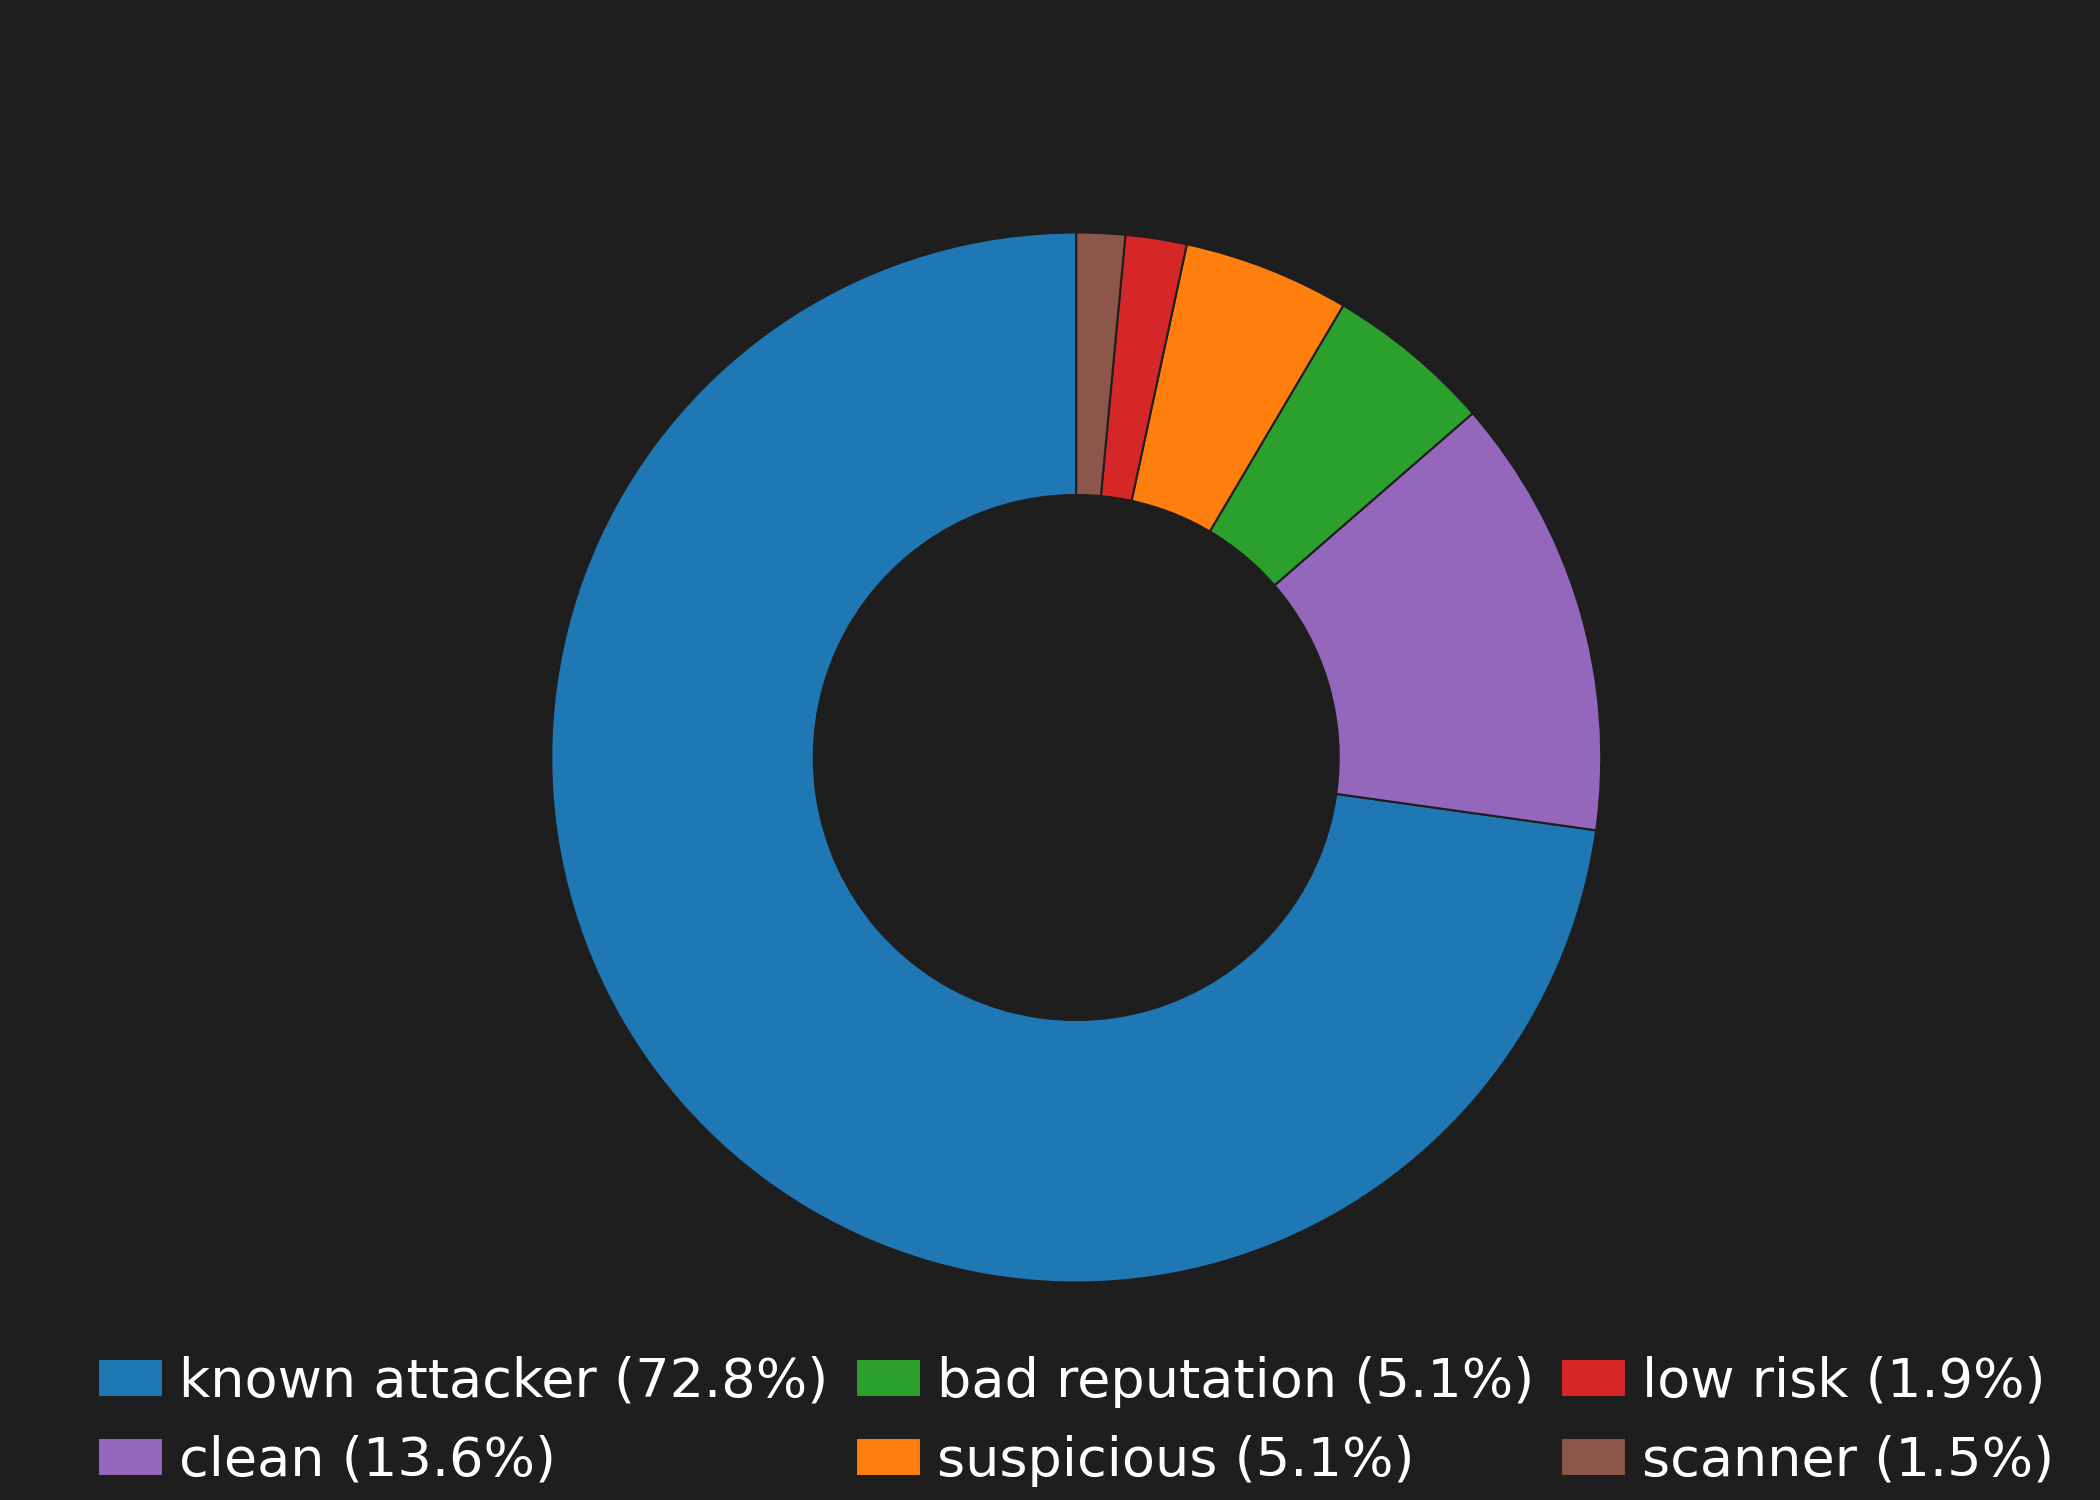 known attacker (72.8%)
clean (13.6%)
bad reputation (5.1%)
suspicious (5.1%)
low risk (1.9%)
scanner (1.5%)